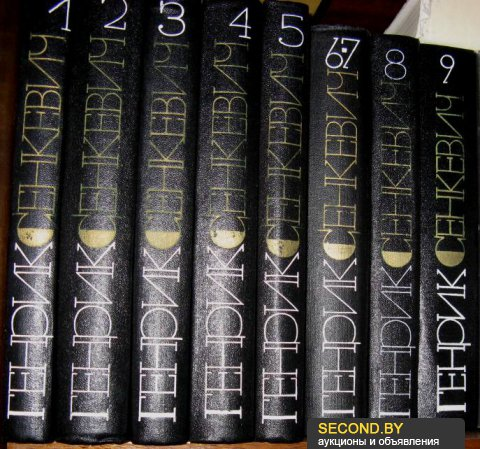 1
ГЕНРИК СЕНКЕВИЧ
2
ГЕНРИК СЕНКЕВИЧ
3
ГЕНРИК СЕНКЕВИЧ
4
ГЕНРИК СЕНКЕВИЧ
5
ГЕНРИК СЕНКЕВИЧ
6·7
ГЕНРИК СЕНКЕВИЧ
8
ГЕНРИК СЕНКЕВИЧ
9
ГЕНРИК СЕНКЕВИЧ
SECOND.BY
аукционы и объявления